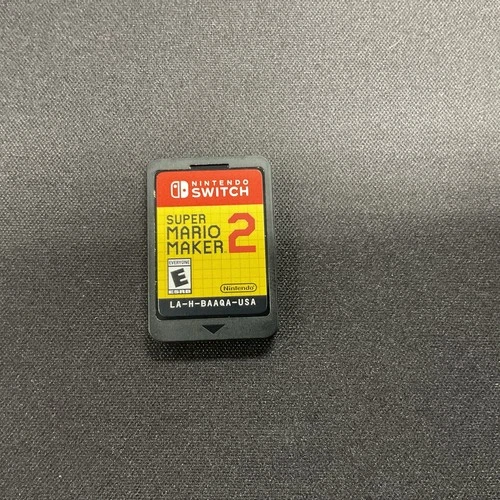 NINTENDO
SWITCH
SUPER
MARIO
MAKER 2
EVERYONE
E
ESRB
Nintendo
LA-H-BAAQA-USA